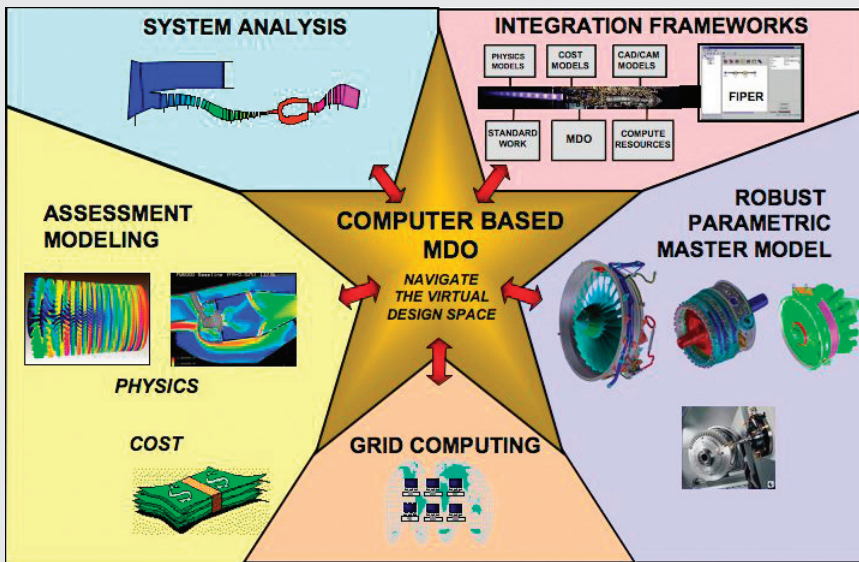 SYSTEM ANALYSIS
INTEGRATION FRAMEWORKS
PHYSICS
MODELS
COST
MODELS
CAD/CAM
MODELS
FIPER
STANDARD
WORK
MDO
COMPUTE
RESOURCES
ASSESSMENT
MODELING
COMPUTER BASED
MDO
NAVIGATE
THE VIRTUAL
DESIGN SPACE
ROBUST
PARAMETRIC
MASTER MODEL
PHYSICS
COST
GRID COMPUTING